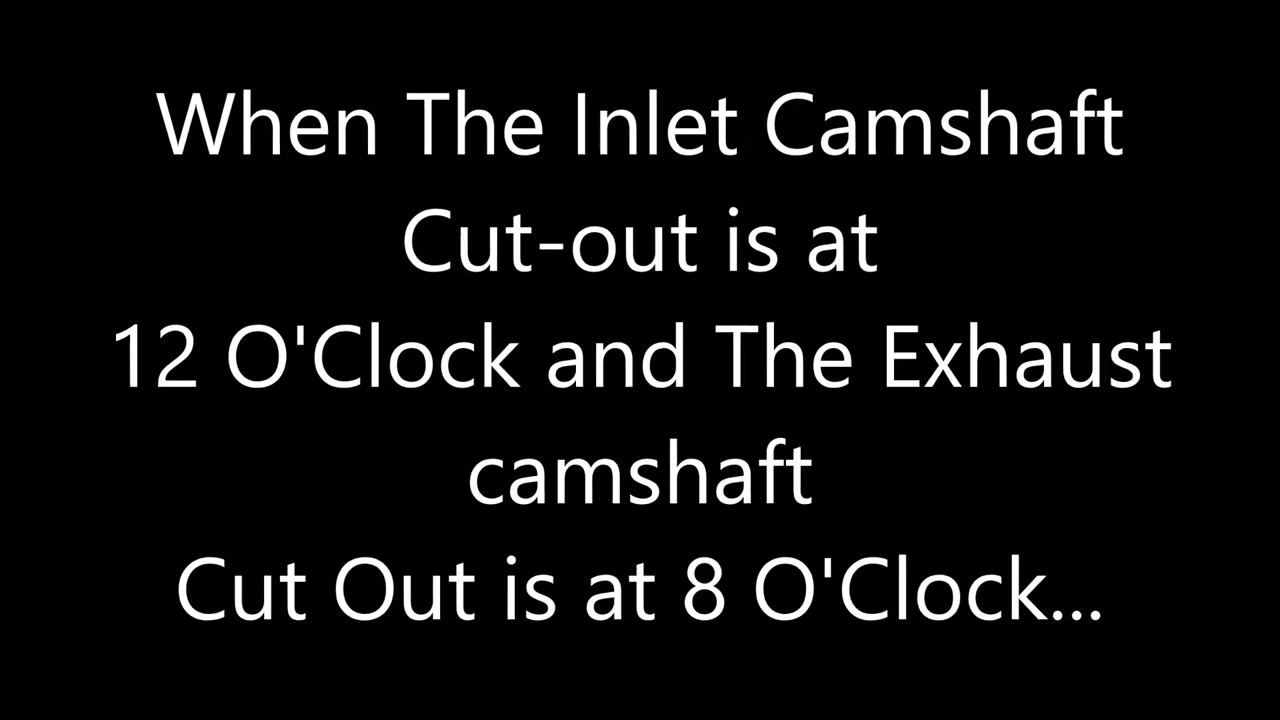 When The Inlet Camshaft
Cut-out is at
12 O'Clock and The Exhaust
camshaft
Cut Out is at 8 O'Clock...